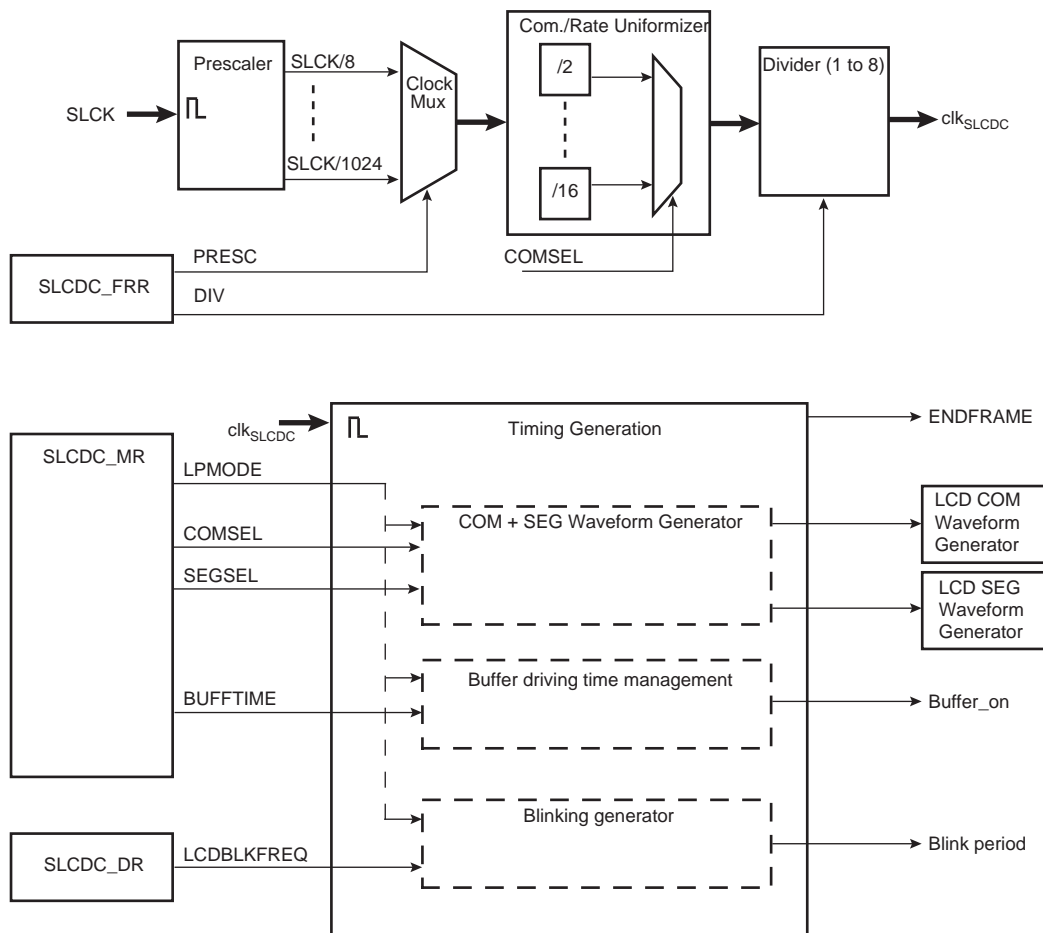 Com./Rate Uniformizer
Prescaler
SLCK/8
Clock
Mux
/2
Divider (1 to 8)
SLCK
clkSLCDC
SLCK/1024
/16
PRESC
COMSEL
SLCDC_FRR
DIV
clkSLCDC
Timing Generation
ENDFRAME
SLCDC_MR
LPMODE
COM + SEG Waveform Generator
LCD COM
Waveform
Generator
COMSEL
SEGSEL
LCD SEG
Waveform
Generator
Buffer driving time management
BUFFTIME
Buffer_on
Blinking generator
SLCDC_DR
LCDBLKFREQ
Blink period